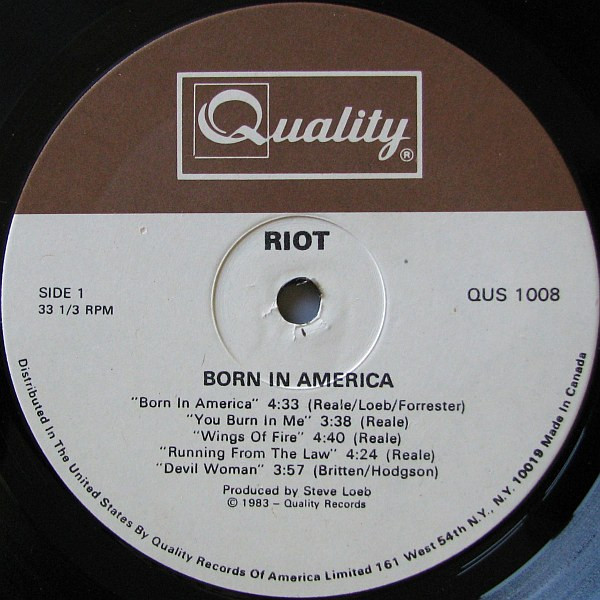 Quality®
RIOT
SIDE 1
33 1/3 RPM
QUS 1008
BORN IN AMERICA
"Born In America" 4:33 (Reale/Loeb/Forrester)
"You Burn In Me" 3:38 (Reale)
"Wings Of Fire" 4:40 (Reale)
"Running From The Law" 4:24 (Reale)
"Devil Woman" 3:57 (Britten/Hodgson)
Produced by Steve Loeb
© 1983 – Quality Records
Distributed In The United States By Quality Records Of America Limited 161 West 54th N.Y., N.Y. 10019 Made In Canada